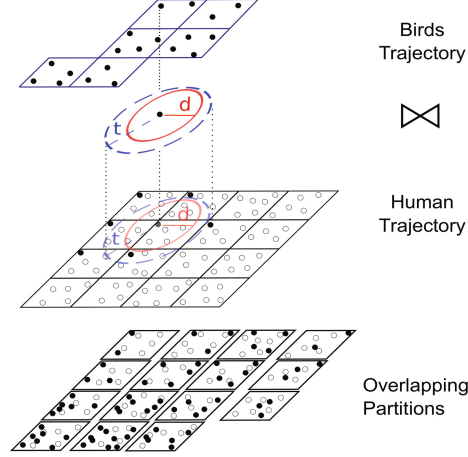 Birds
Trajectory
d
t
Human
Trajectory
d
t
Overlapping
Partitions